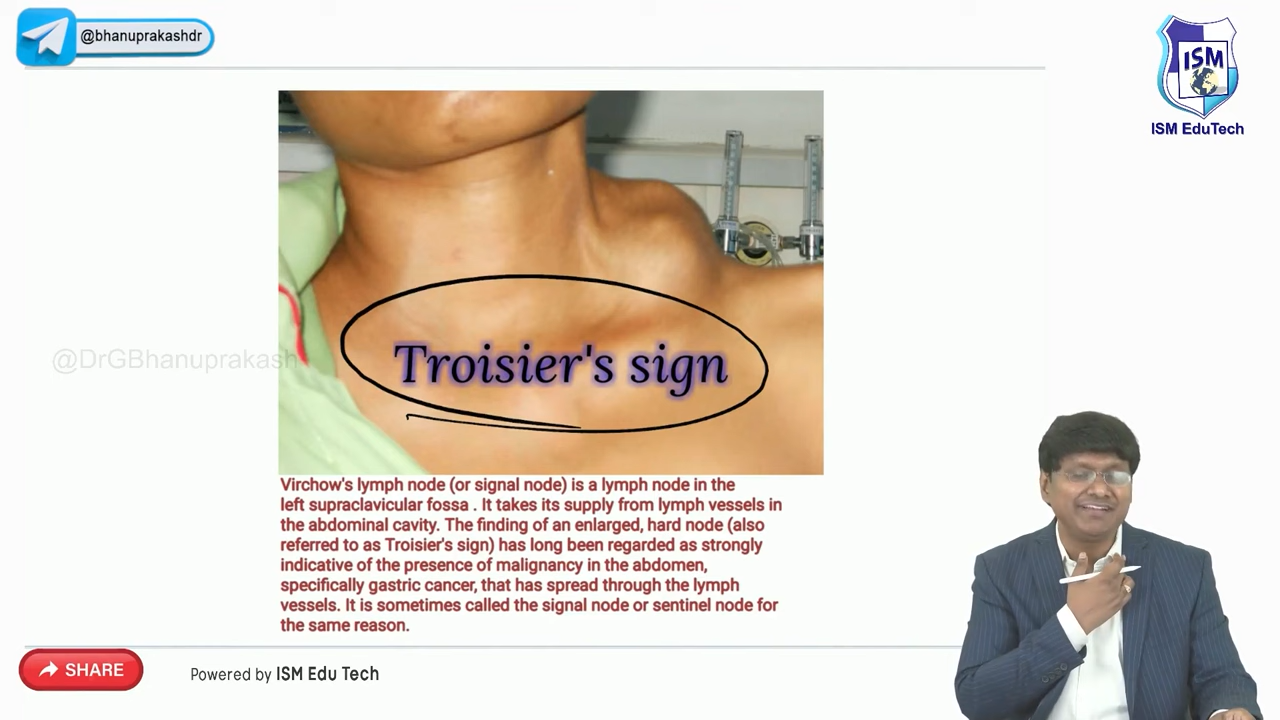 @bhanuprakashdr
ISM
ISM EduTech
@DrGBhanuprakash
Troisier's sign
Virchow's lymph node (or signal node) is a lymph node in the
left supraclavicular fossa . It takes its supply from lymph vessels in
the abdominal cavity. The finding of an enlarged, hard node (also
referred to as Troisier's sign) has long been regarded as strongly
indicative of the presence of malignancy in the abdomen,
specifically gastric cancer, that has spread through the lymph
vessels. It is sometimes called the signal node or sentinel node for
the same reason.
SHARE
Powered by ISM Edu Tech